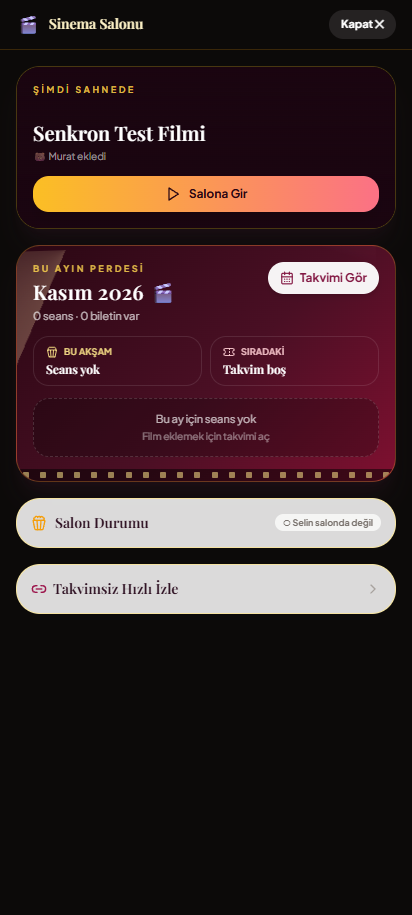 Sinema Salonu
Kapat
ŞİMDİ SAHNEDE
Senkron Test Filmi
Murat ekledi
Salona Gir
BU AYIN PERDESİ
Kasım 2026
Takvimi Gör
0 seans · 0 biletin var
BU AKŞAM
Seans yok
SIRADAKİ
Takvim boş
Bu ay için seans yok
Film eklemek için takvimi aç
Salon Durumu
Selin salonda değil
Takvimsiz Hızlı İzle